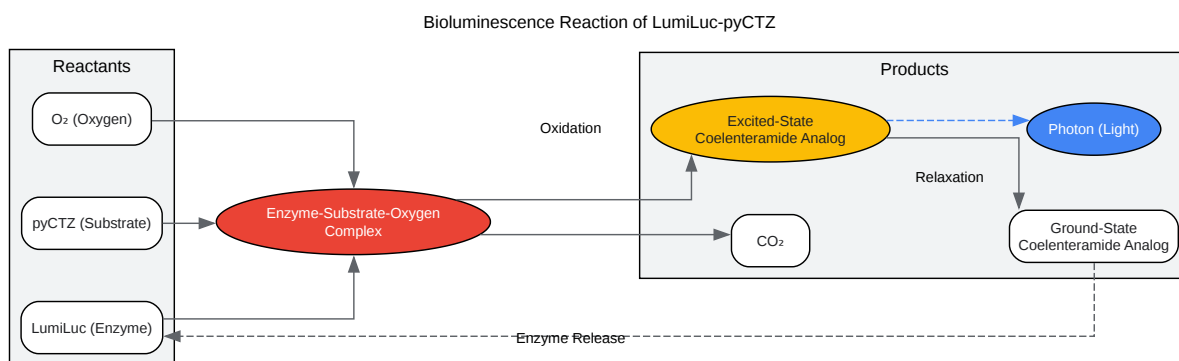 Bioluminescence Reaction of LumiLuc-pyCTZ
Reactants
O₂ (Oxygen)
pyCTZ (Substrate)
LumiLuc (Enzyme)
Enzyme-Substrate-Oxygen
Complex
Oxidation
Products
Excited-State
Coelenteramide Analog
Photon (Light)
Relaxation
CO₂
Ground-State
Coelenteramide Analog
Enzyme Release